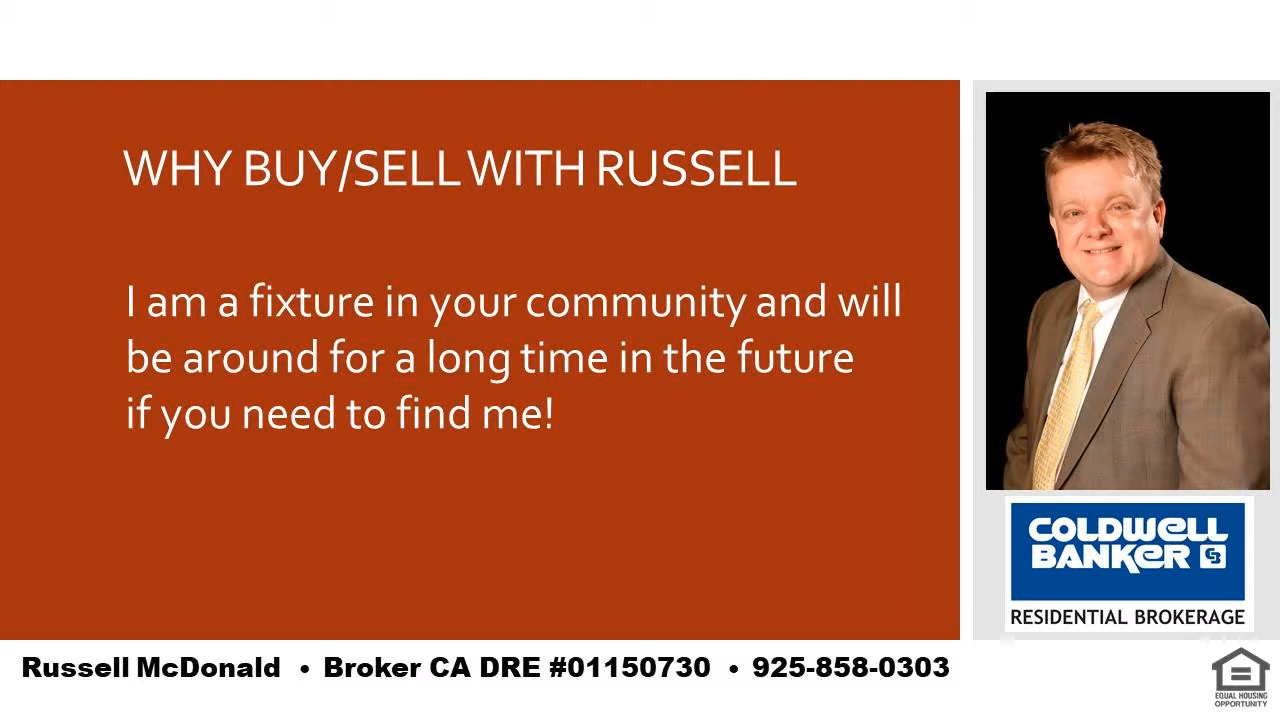 WHY BUY/SELL WITH RUSSELL
I am a fixture in your community and will
be around for a long time in the future
if you need to find me!
COLDWELL
BANKER CB
RESIDENTIAL BROKERAGE
Russell McDonald • Broker CA DRE #01150730 • 925-858-0303
EQUAL HOUSING
OPPORTUNITY